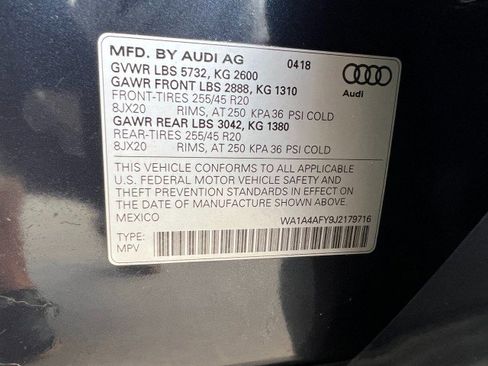 MFD. BY AUDI AG 0418
GVWR LBS 5732, KG 2600
GAWR FRONT LBS 2888, KG 1310
FRONT-TIRES 255/45 R20
8JX20 RIMS, AT 250 KPA 36 PSI COLD
GAWR REAR LBS 3042, KG 1380
REAR-TIRES 255/45 R20
8JX20 RIMS, AT 250 KPA 36 PSI COLD
Audi
THIS VEHICLE CONFORMS TO ALL APPLICABLE
U.S. FEDERAL MOTOR VEHICLE SAFETY AND
THEFT PREVENTION STANDARDS IN EFFECT ON
THE DATE OF MANUFACTURE SHOWN ABOVE.
MEXICO WA1A4AFY9J2179716
TYPE:
MPV